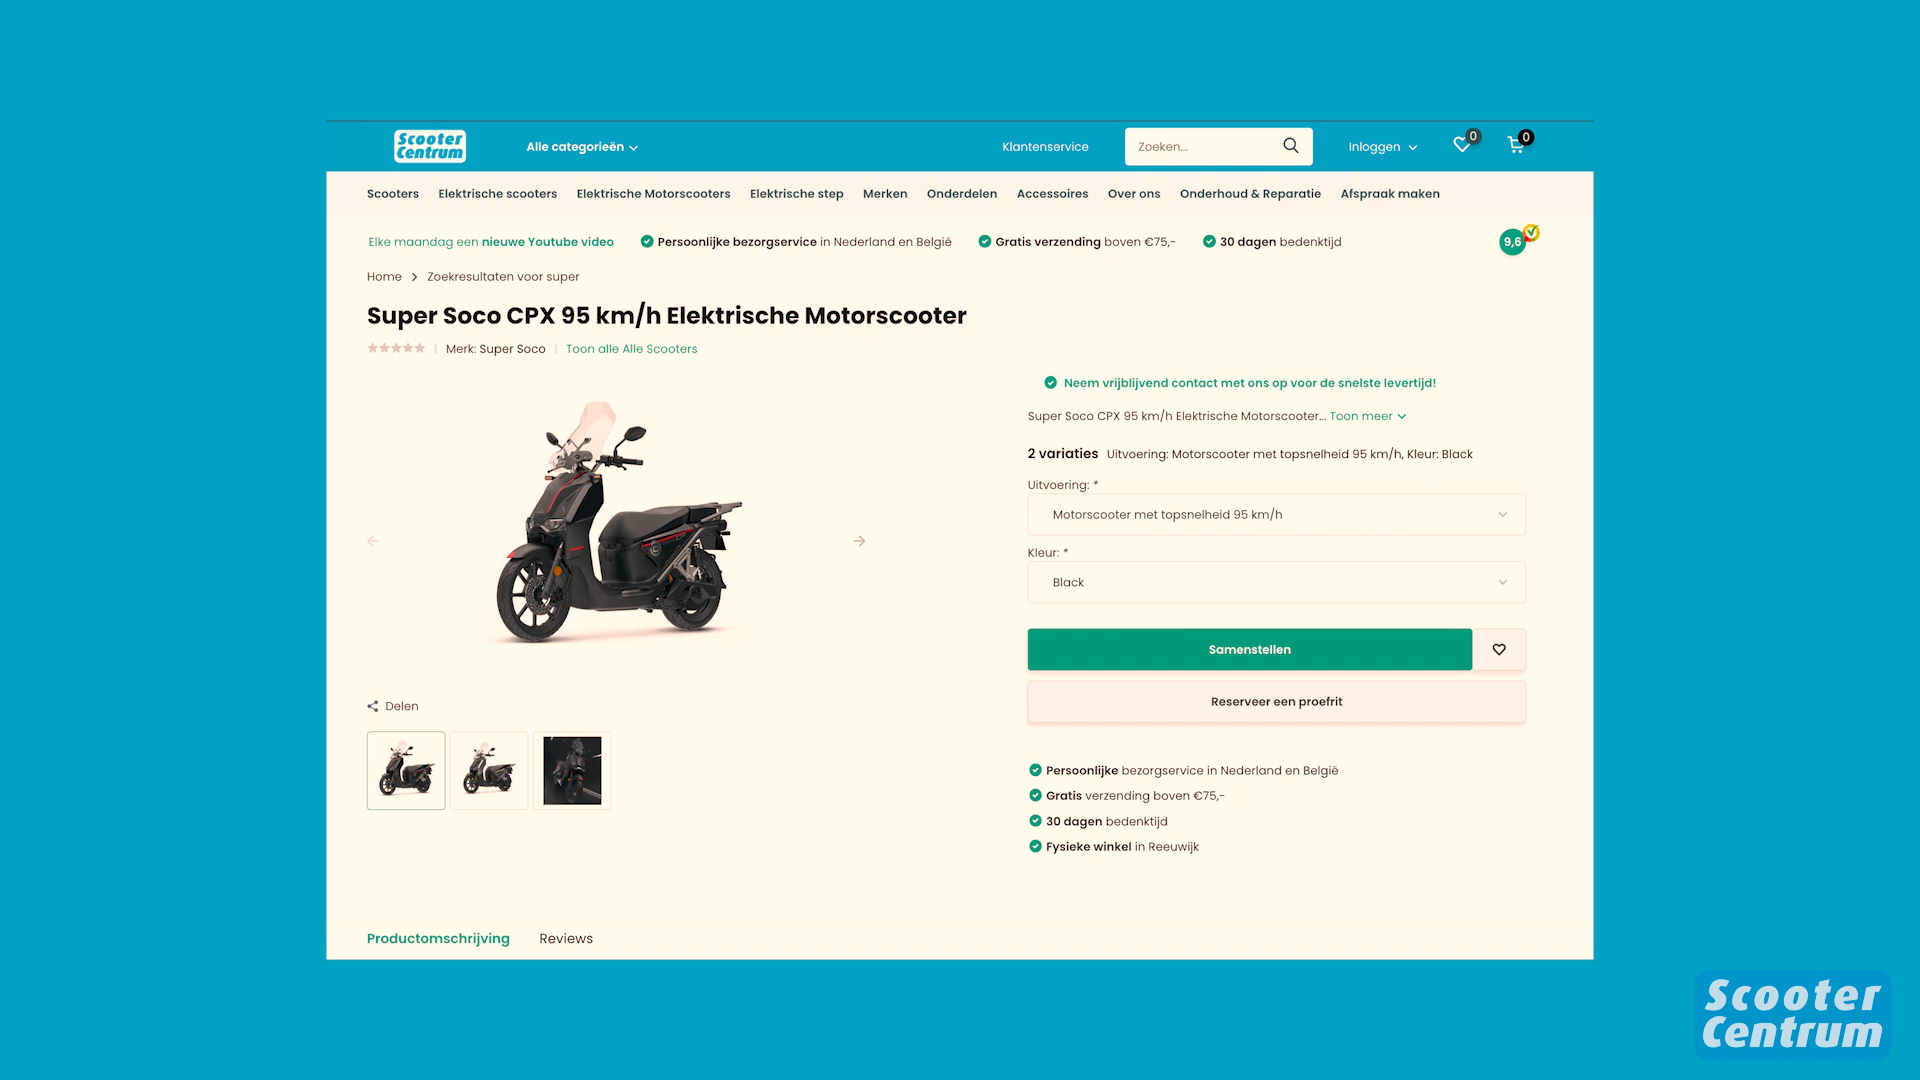 Scooter
Centrum
Alle categorieën
Klantenservice
Zoeken...
Inloggen
0
0
Scooters
Elektrische scooters
Elektrische Motorscooters
Elektrische step
Merken
Onderdelen
Accessoires
Over ons
Onderhoud & Reparatie
Afspraak maken
Elke maandag een nieuwe Youtube video
Persoonlijke bezorgservice in Nederland en België
Gratis verzending boven €75,-
30 dagen bedenktijd
9,6
Home
Zoekresultaten voor super
Super Soco CPX 95 km/h Elektrische Motorscooter
Merk: Super Soco
Toon alle Alle Scooters
Neem vrijblijvend contact met ons op voor de snelste levertijd!
Super Soco CPX 95 km/h Elektrische Motorscooter... Toon meer
2 variaties Uitvoering: Motorscooter met topsnelheid 95 km/h, Kleur: Black
Uitvoering: *
Motorscooter met topsnelheid 95 km/h
Kleur: *
Black
Samenstellen
Reserveer een proefrit
Delen
Persoonlijke bezorgservice in Nederland en België
Gratis verzending boven €75,-
30 dagen bedenktijd
Fysieke winkel in Reeuwijk
Productomschrijving
Reviews
Scooter
Centrum